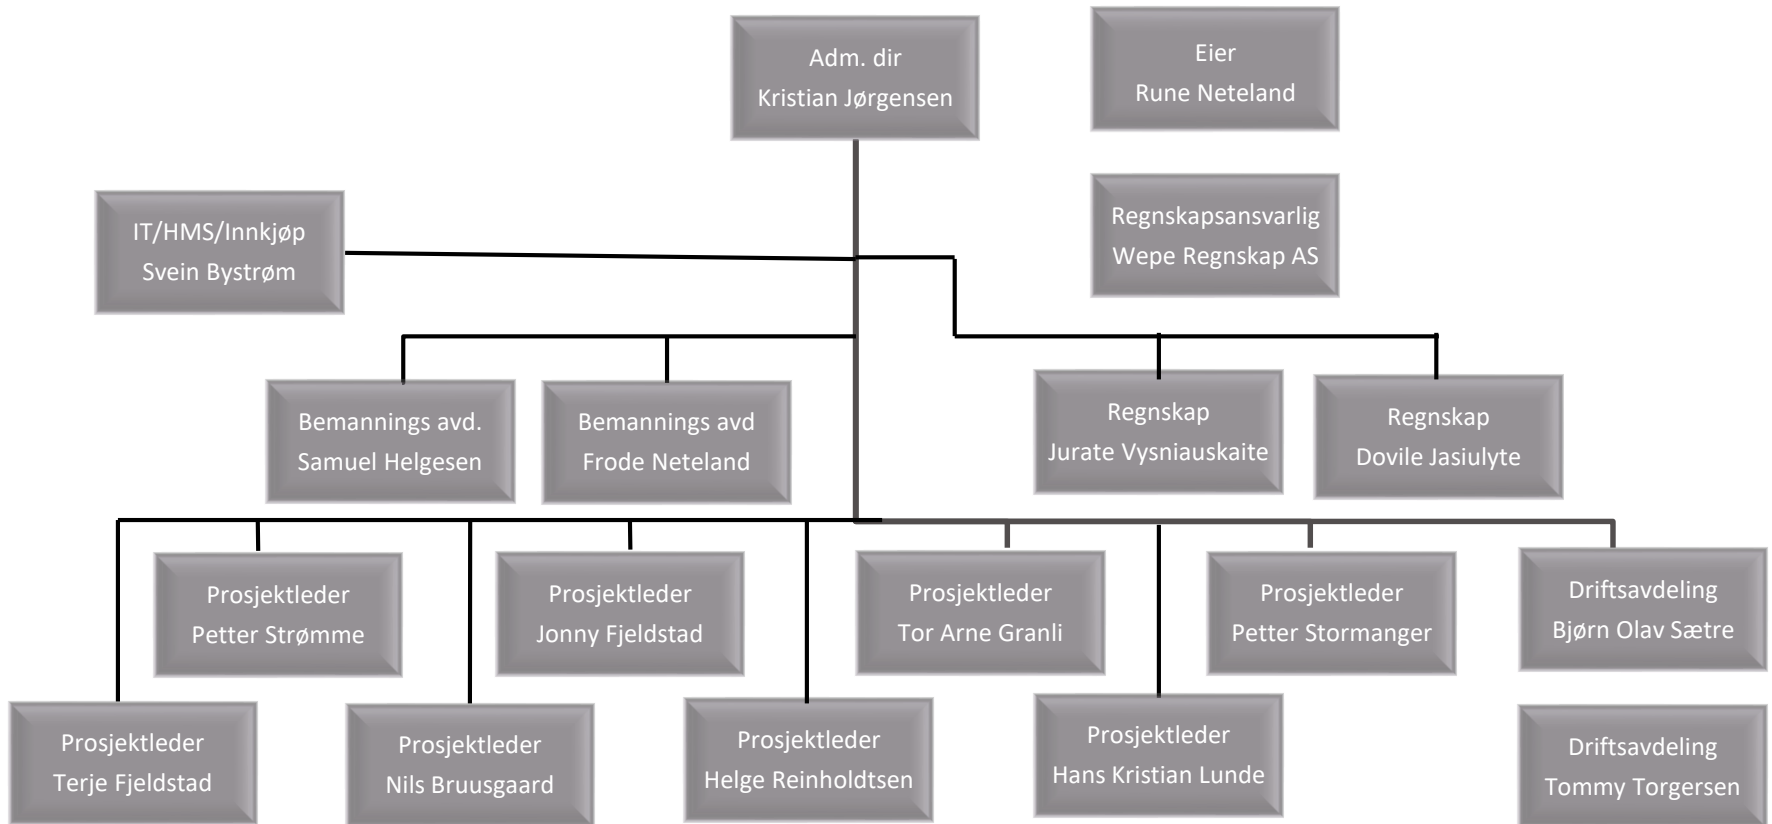 Adm. dir
Kristian Jørgensen
Eier
Rune Neteland
IT/HMS/Innkjøp
Svein Bystrøm
Regnskapsansvarlig
Wepe Regnskap AS
Bemannings avd.
Samuel Helgesen
Bemannings avd
Frode Neteland
Regnskap
Jurate Vysniauskaite
Regnskap
Dovile Jasiulyte
Prosjektleder
Petter Strømme
Prosjektleder
Jonny Fjeldstad
Prosjektleder
Tor Arne Granli
Prosjektleder
Petter Stormanger
Driftsavdeling
Bjørn Olav Sætre
Prosjektleder
Terje Fjeldstad
Prosjektleder
Nils Bruusgaard
Prosjektleder
Helge Reinholdtsen
Prosjektleder
Hans Kristian Lunde
Driftsavdeling
Tommy Torgersen